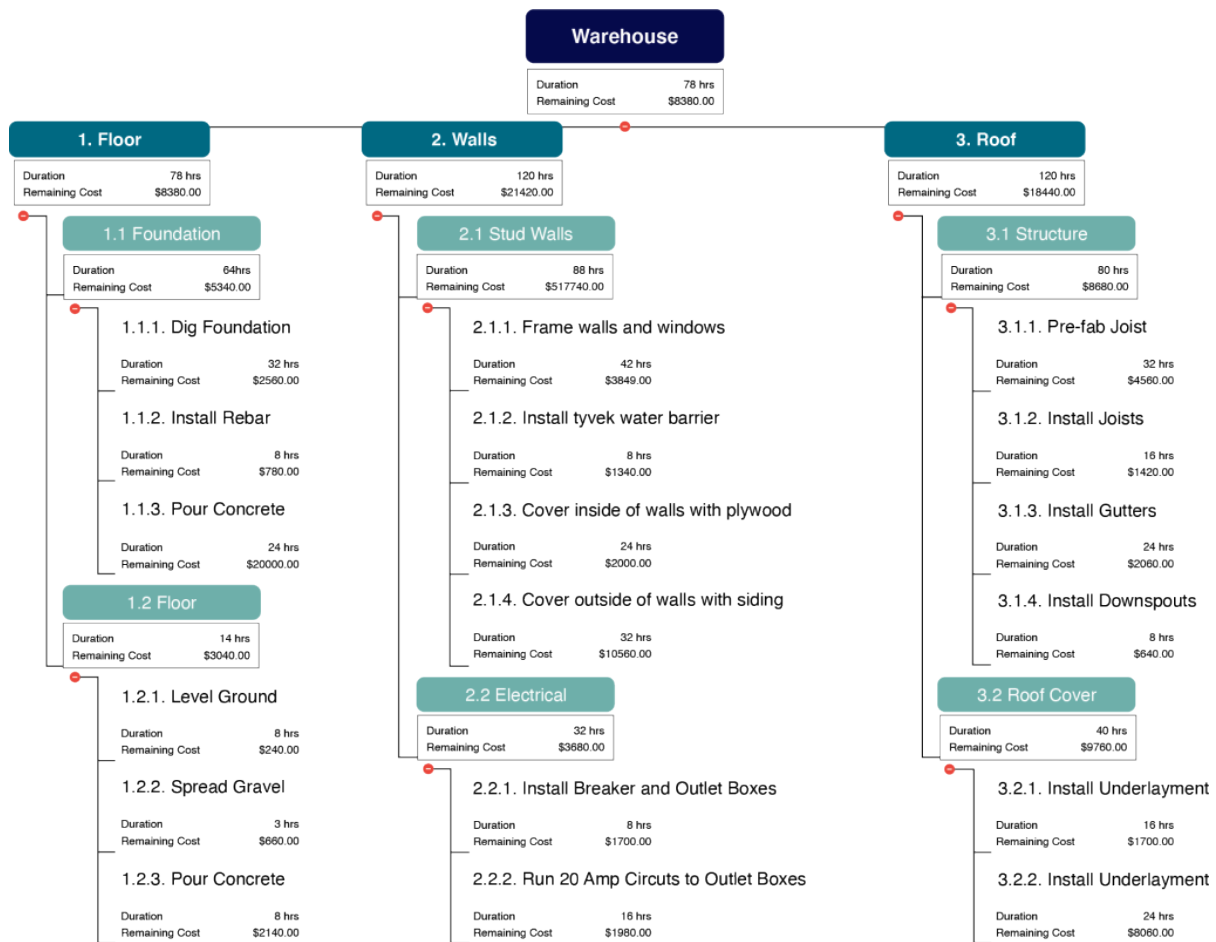 Warehouse
Duration 78 hrs
Remaining Cost $8380.00
1. Floor
Duration 78 hrs
Remaining Cost $8380.00
1.1 Foundation
Duration 64hrs
Remaining Cost $5340.00
1.1.1. Dig Foundation
Duration 32 hrs
Remaining Cost $2560.00
1.1.2. Install Rebar
Duration 8 hrs
Remaining Cost $780.00
1.1.3. Pour Concrete
Duration 24 hrs
Remaining Cost $20000.00
1.2 Floor
Duration 14 hrs
Remaining Cost $3040.00
1.2.1. Level Ground
Duration 8 hrs
Remaining Cost $240.00
1.2.2. Spread Gravel
Duration 3 hrs
Remaining Cost $660.00
1.2.3. Pour Concrete
Duration 8 hrs
Remaining Cost $2140.00
2. Walls
Duration 120 hrs
Remaining Cost $21420.00
2.1 Stud Walls
Duration 88 hrs
Remaining Cost $517740.00
2.1.1. Frame walls and windows
Duration 42 hrs
Remaining Cost $3849.00
2.1.2. Install tyvek water barrier
Duration 8 hrs
Remaining Cost $1340.00
2.1.3. Cover inside of walls with plywood
Duration 24 hrs
Remaining Cost $2000.00
2.1.4. Cover outside of walls with siding
Duration 32 hrs
Remaining Cost $10560.00
2.2 Electrical
Duration 32 hrs
Remaining Cost $3680.00
2.2.1. Install Breaker and Outlet Boxes
Duration 8 hrs
Remaining Cost $1700.00
2.2.2. Run 20 Amp Circuts to Outlet Boxes
Duration 16 hrs
Remaining Cost $1980.00
3. Roof
Duration 120 hrs
Remaining Cost $18440.00
3.1 Structure
Duration 80 hrs
Remaining Cost $8680.00
3.1.1. Pre-fab Joist
Duration 32 hrs
Remaining Cost $4560.00
3.1.2. Install Joists
Duration 16 hrs
Remaining Cost $1420.00
3.1.3. Install Gutters
Duration 24 hrs
Remaining Cost $2060.00
3.1.4. Install Downspouts
Duration 8 hrs
Remaining Cost $640.00
3.2 Roof Cover
Duration 40 hrs
Remaining Cost $9760.00
3.2.1. Install Underlayment
Duration 16 hrs
Remaining Cost $1700.00
3.2.2. Install Underlayment
Duration 24 hrs
Remaining Cost $8060.00